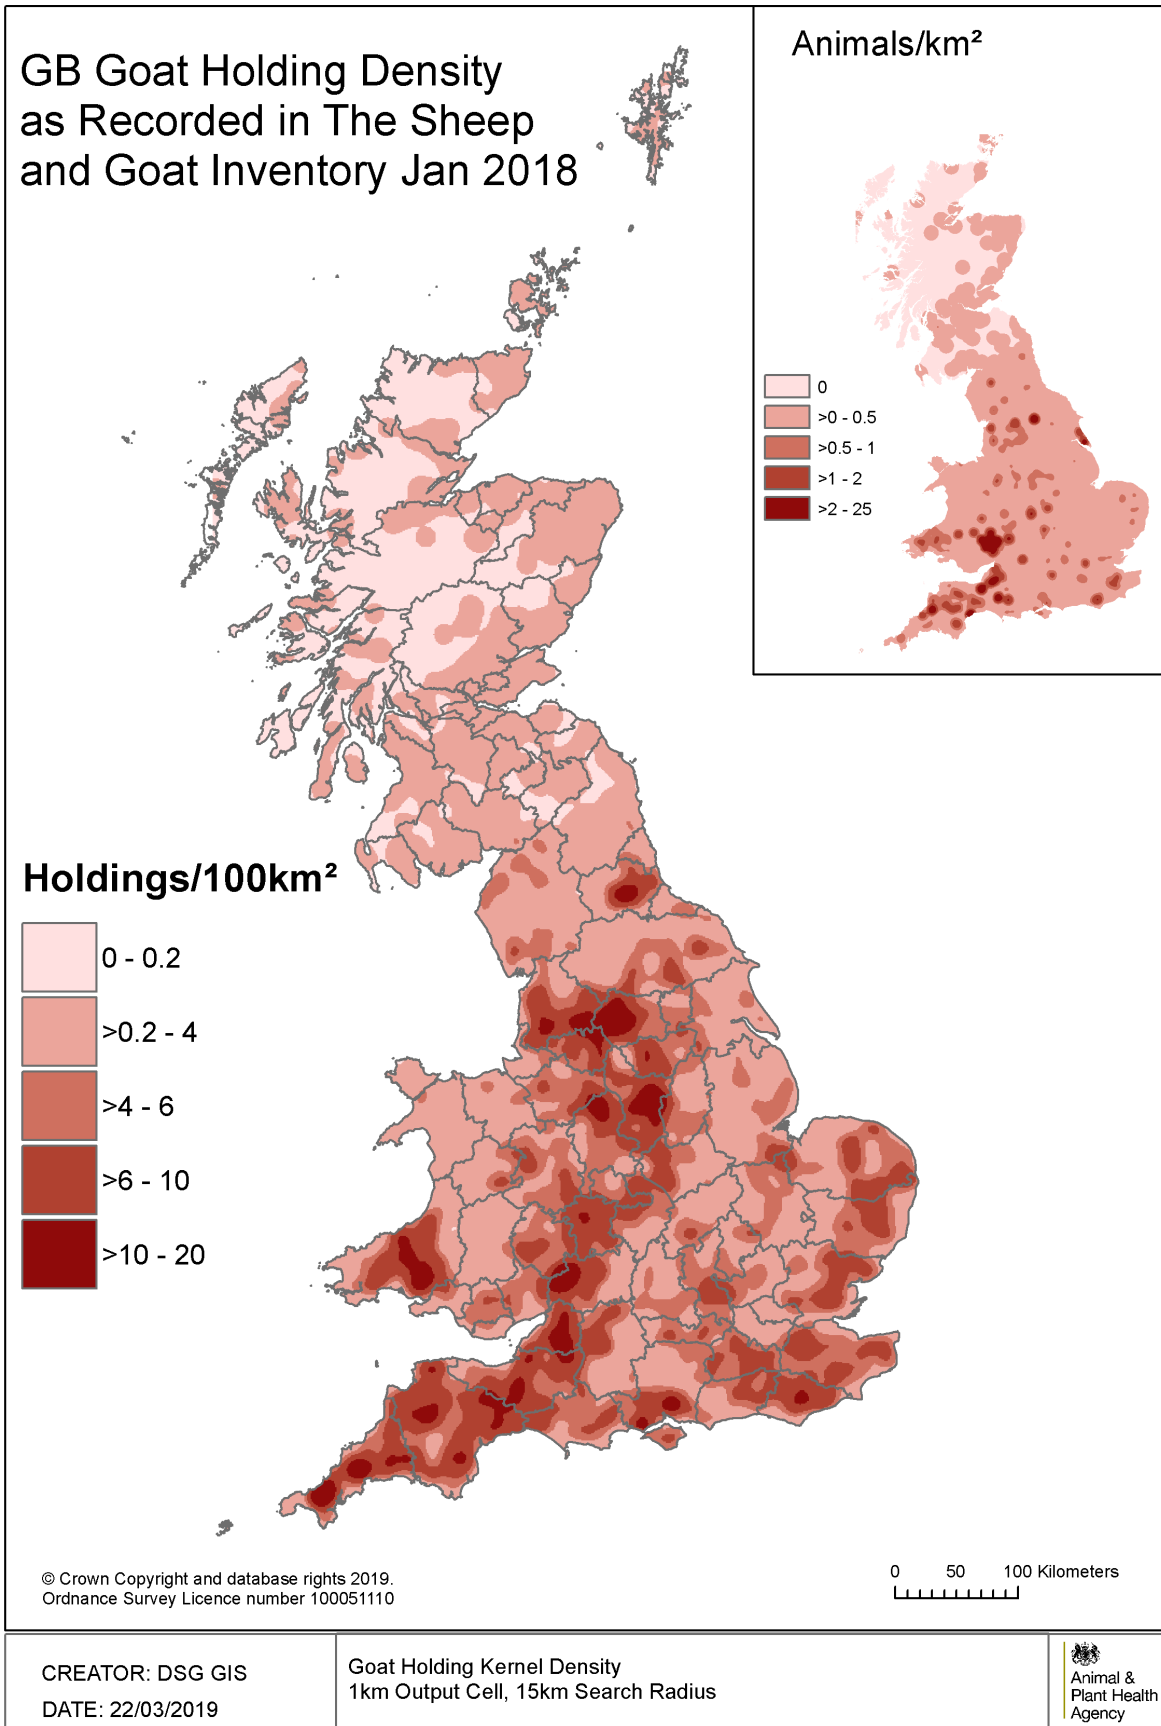 GB Goat Holding Density
as Recorded in The Sheep
and Goat Inventory Jan 2018
Animals/km²
0
>0 - 0.5
>0.5 - 1
>1 - 2
>2 - 25
Holdings/100km²
0 - 0.2
>0.2 - 4
>4 - 6
>6 - 10
>10 - 20
© Crown Copyright and database rights 2019.
Ordnance Survey Licence number 100051110
0 50 100 Kilometers
CREATOR: DSG GIS
DATE: 22/03/2019
Goat Holding Kernel Density
1km Output Cell, 15km Search Radius
Animal &
Plant Health
Agency